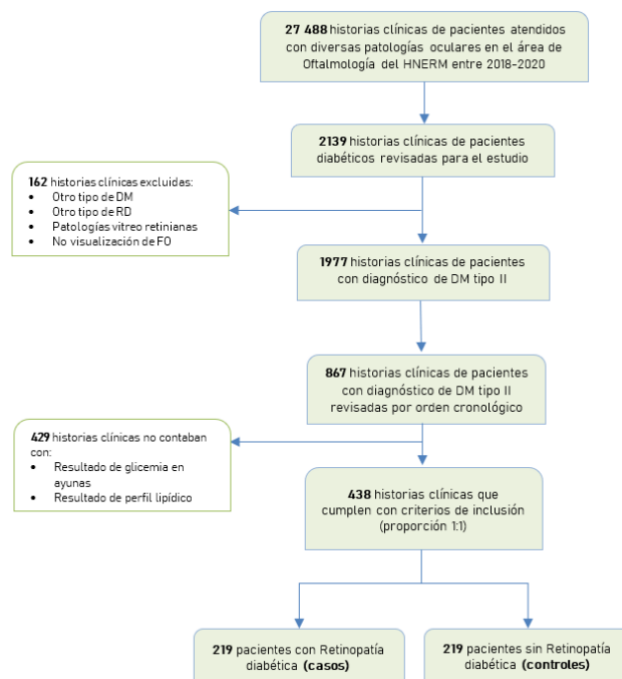 27 488 historias clínicas de pacientes atendidos
con diversas patologías oculares en el área de
Oftalmología del HNERM entre 2018-2020
2139 historias clínicas de pacientes
diabéticos revisadas para el estudio
162 historias clínicas excluidas:
• Otro tipo de DM
• Otro tipo de RD
• Patologías vitreo retinianas
• No visualización de FO
1977 historias clínicas de pacientes
con diagnóstico de DM tipo II
867 historias clínicas de pacientes
con diagnóstico de DM tipo II
revisadas por orden cronológico
429 historias clínicas no contaban
con:
• Resultado de glicemia en
ayunas
• Resultado de perfil lipídico
438 historias clínicas que
cumplen con criterios de inclusión
(proporción 1:1)
219 pacientes con Retinopatía
diabética (casos)
219 pacientes sin Retinopatía
diabética (controles)